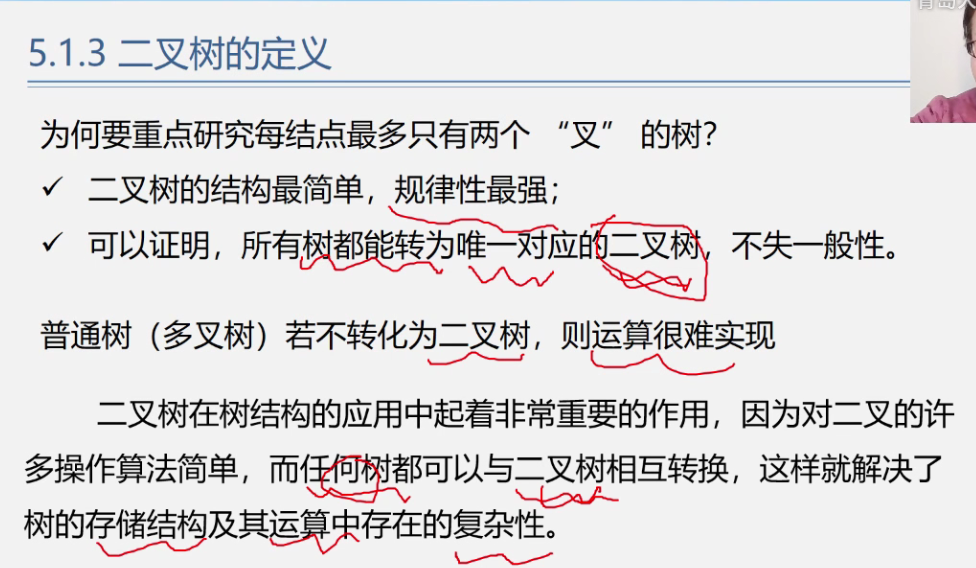 青岛大
5.1.3 二叉树的定义
为何要重点研究每结点最多只有两个 “叉” 的树？
✓ 二叉树的结构最简单，规律性最强；
✓ 可以证明，所有树都能转为唯一对应的二叉树，不失一般性。
普通树（多叉树）若不转化为二叉树，则运算很难实现
二叉树在树结构的应用中起着非常重要的作用，因为对二叉的许
多操作算法简单，而任何树都可以与二叉树相互转换，这样就解决了
树的存储结构及其运算中存在的复杂性。